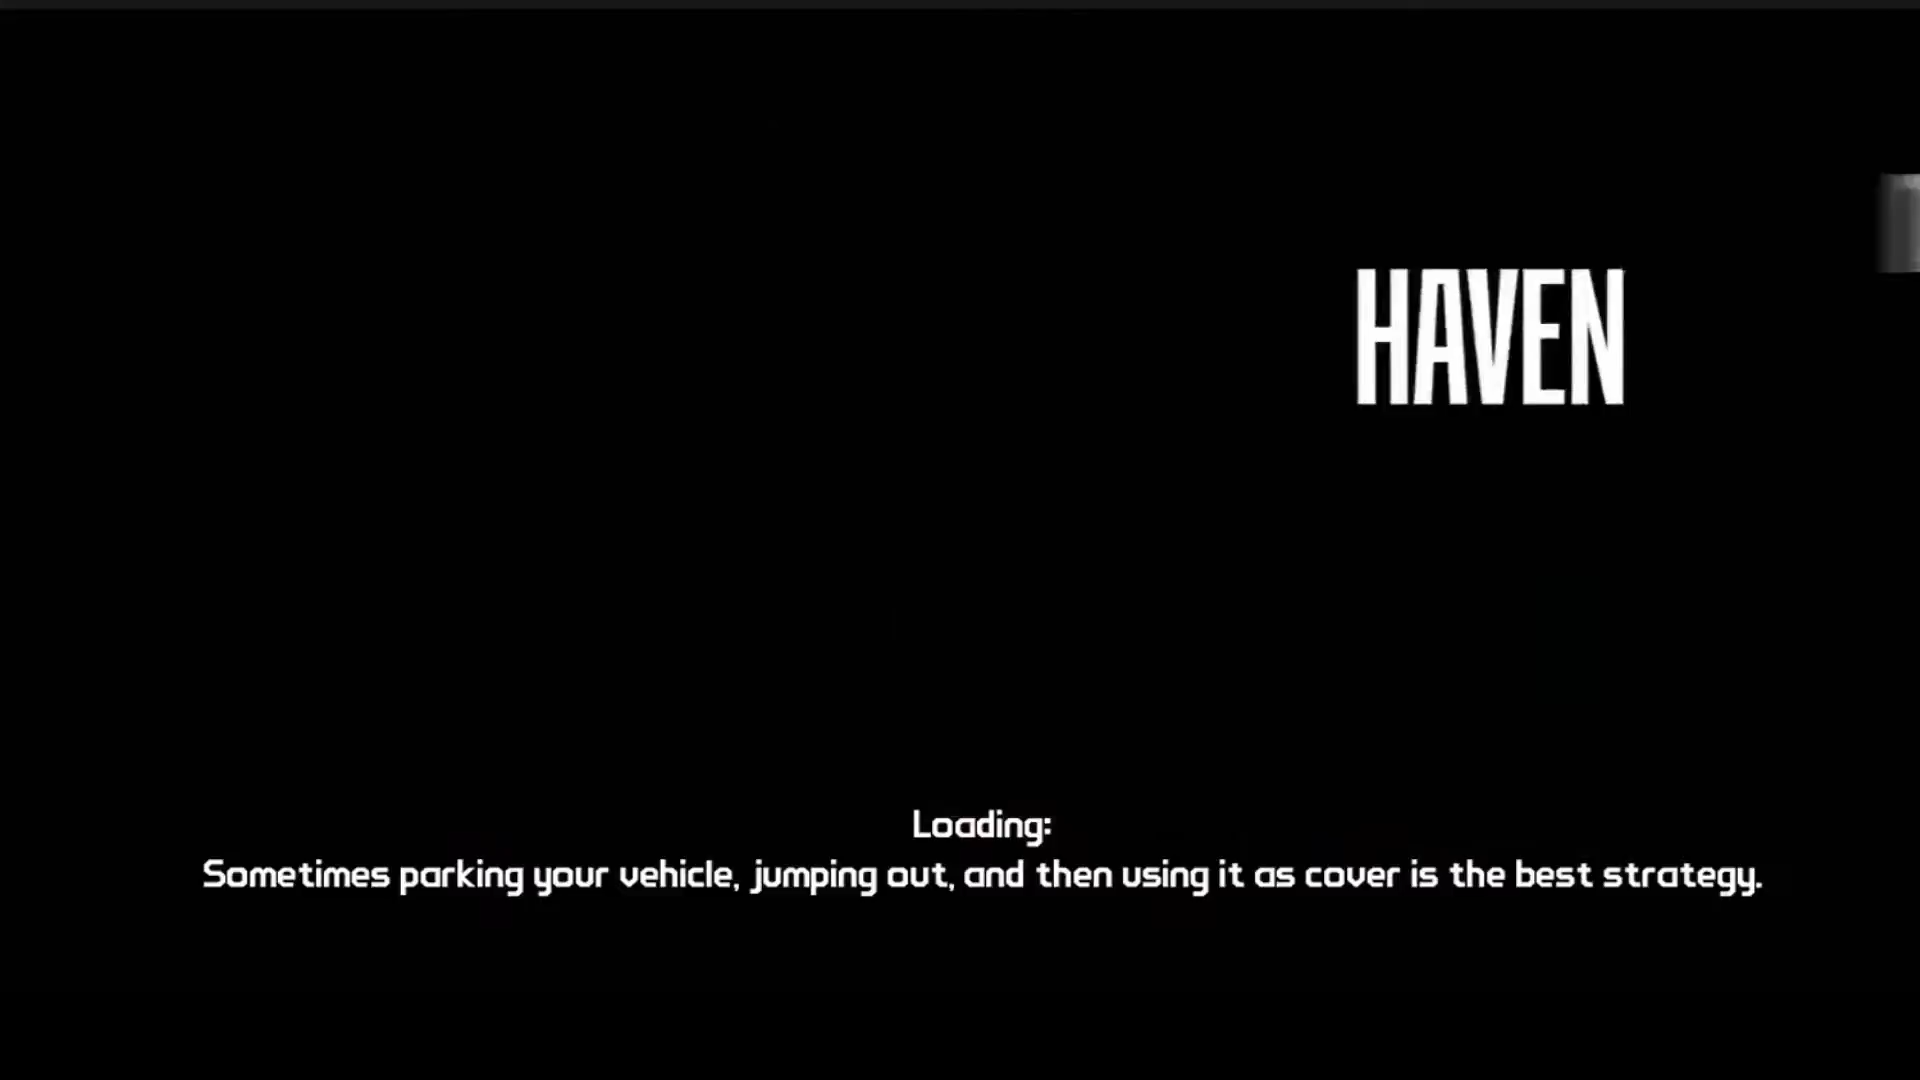 HAVEN
Loading:
Sometimes parking your vehicle, jumping out, and then using it as cover is the best strategy.